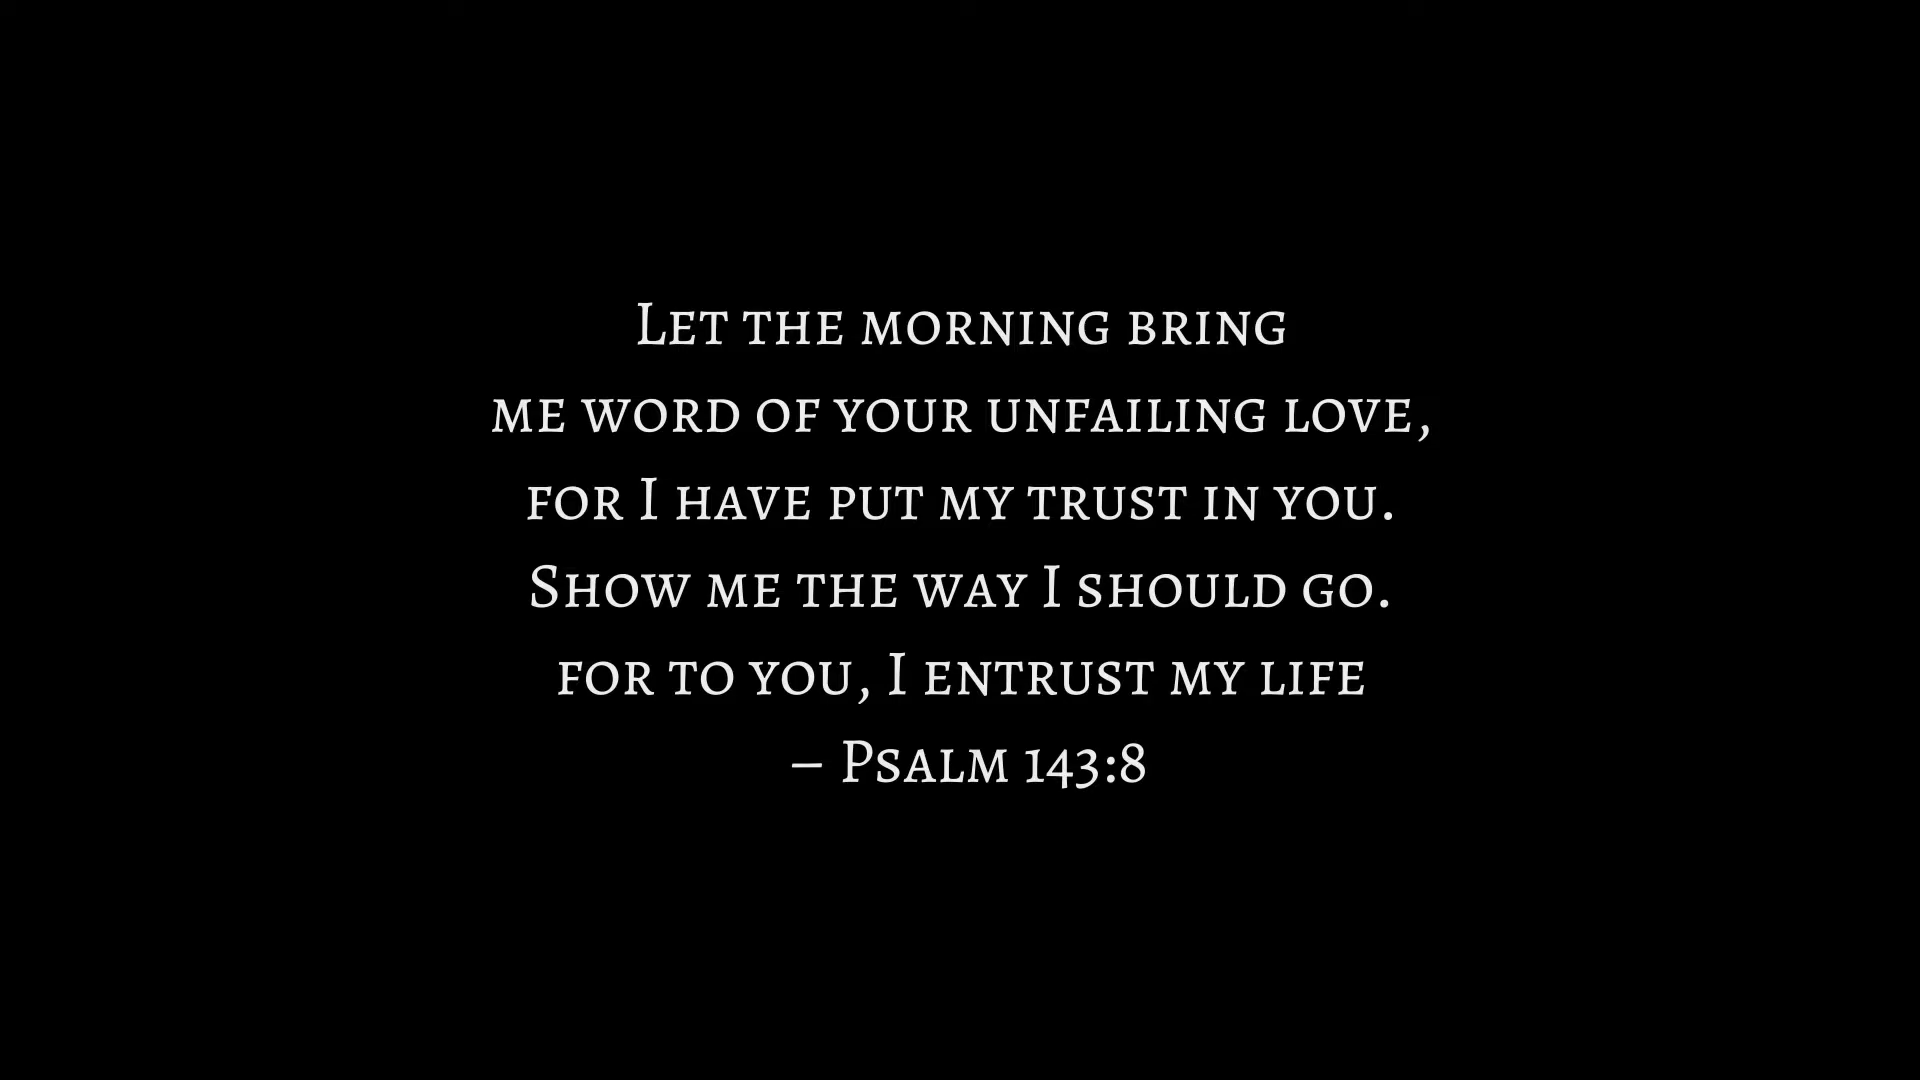 Let the morning bring
me word of your unfailing love,
for I have put my trust in you.
Show me the way I should go.
for to you, I entrust my life
– Psalm 143:8